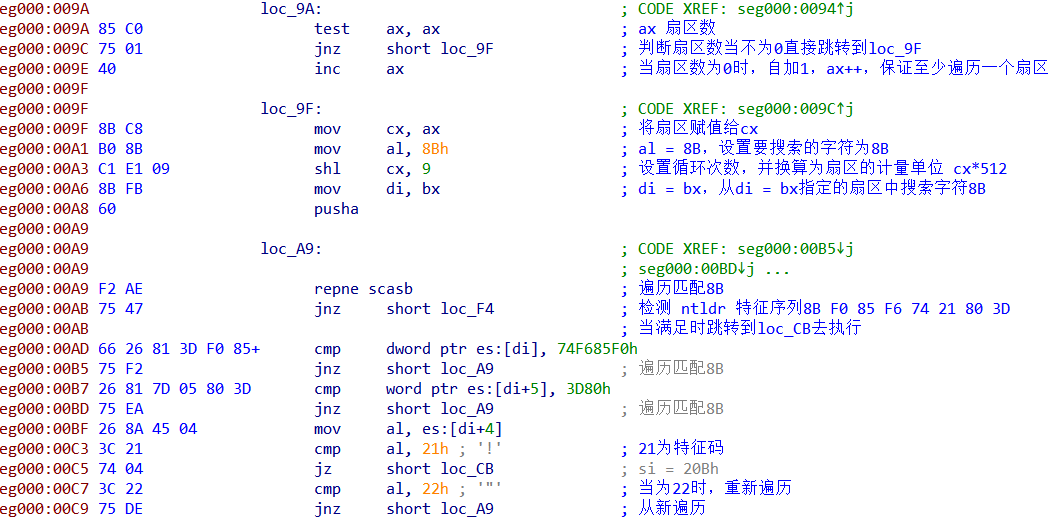 eg000:009A loc_9A: ; CODE XREF: seg000:0094↑j
eg000:009A 85 C0 test ax, ax ; ax 扇区数
eg000:009C 75 01 jnz short loc_9F ; 判断扇区数当不为0直接跳转到loc_9F
eg000:009E 40 inc ax ; 当扇区数为0时，自加1，ax++，保证至少遍历一个扇区
eg000:009F
eg000:009F loc_9F: ; CODE XREF: seg000:009C↑j
eg000:009F 8B C8 mov cx, ax ; 将扇区赋值给cx
eg000:00A1 B0 8B mov al, 8Bh ; al = 8B，设置要搜索的字符为8B
eg000:00A3 C1 E1 09 shl cx, 9 ; 设置循环次数，并换算为扇区的计量单位 cx*512
eg000:00A6 8B FB mov di, bx ; di = bx，从di = bx指定的扇区中搜索字符8B
eg000:00A8 60 pusha
eg000:00A9
eg000:00A9 loc_A9: ; CODE XREF: seg000:00B5↓j
eg000:00A9 ; seg000:00BD↓j ...
eg000:00A9 F2 AE repne scasb ; 遍历匹配8B
eg000:00AB 75 47 jnz short loc_F4 ; 检测 ntldr 特征序列8B F0 85 F6 74 21 80 3D
eg000:00AB ; 当满足时跳转到loc_CB去执行
eg000:00AD 66 26 81 3D F0 85+ cmp dword ptr es:[di], 74F685F0h
eg000:00B5 75 F2 jnz short loc_A9 ; 遍历匹配8B
eg000:00B7 26 81 7D 05 80 3D cmp word ptr es:[di+5], 3D80h
eg000:00BD 75 EA jnz short loc_A9 ; 遍历匹配8B
eg000:00BF 26 8A 45 04 mov al, es:[di+4]
eg000:00C3 3C 21 cmp al, 21h ; '!' ; 21为特征码
eg000:00C5 74 04 jz short loc_CB ; si = 20Bh
eg000:00C7 3C 22 cmp al, 22h ; '"' ; 当为22时，重新遍历
eg000:00C9 75 DE jnz short loc_A9 ; 从新遍历